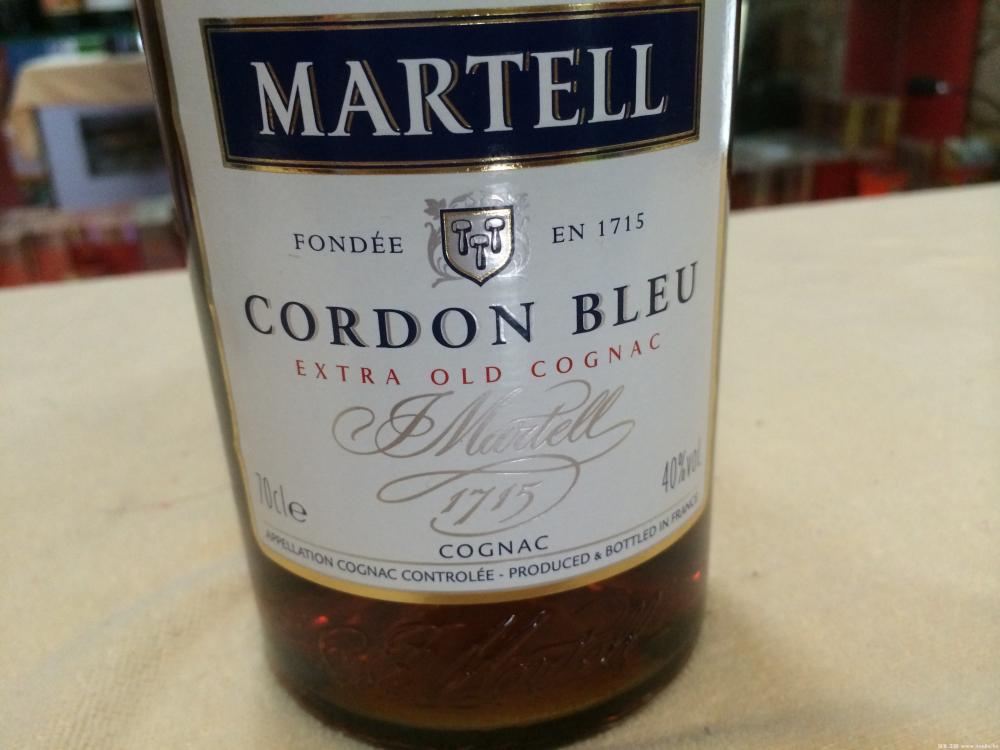 MARTELL
FONDÉE EN 1715
CORDON BLEU
EXTRA OLD COGNAC
J Martell
1715
70cl e 40%vol
COGNAC
APPELLATION COGNAC CONTROLÉE - PRODUCED & BOTTLED IN FRANCE
J. Martell